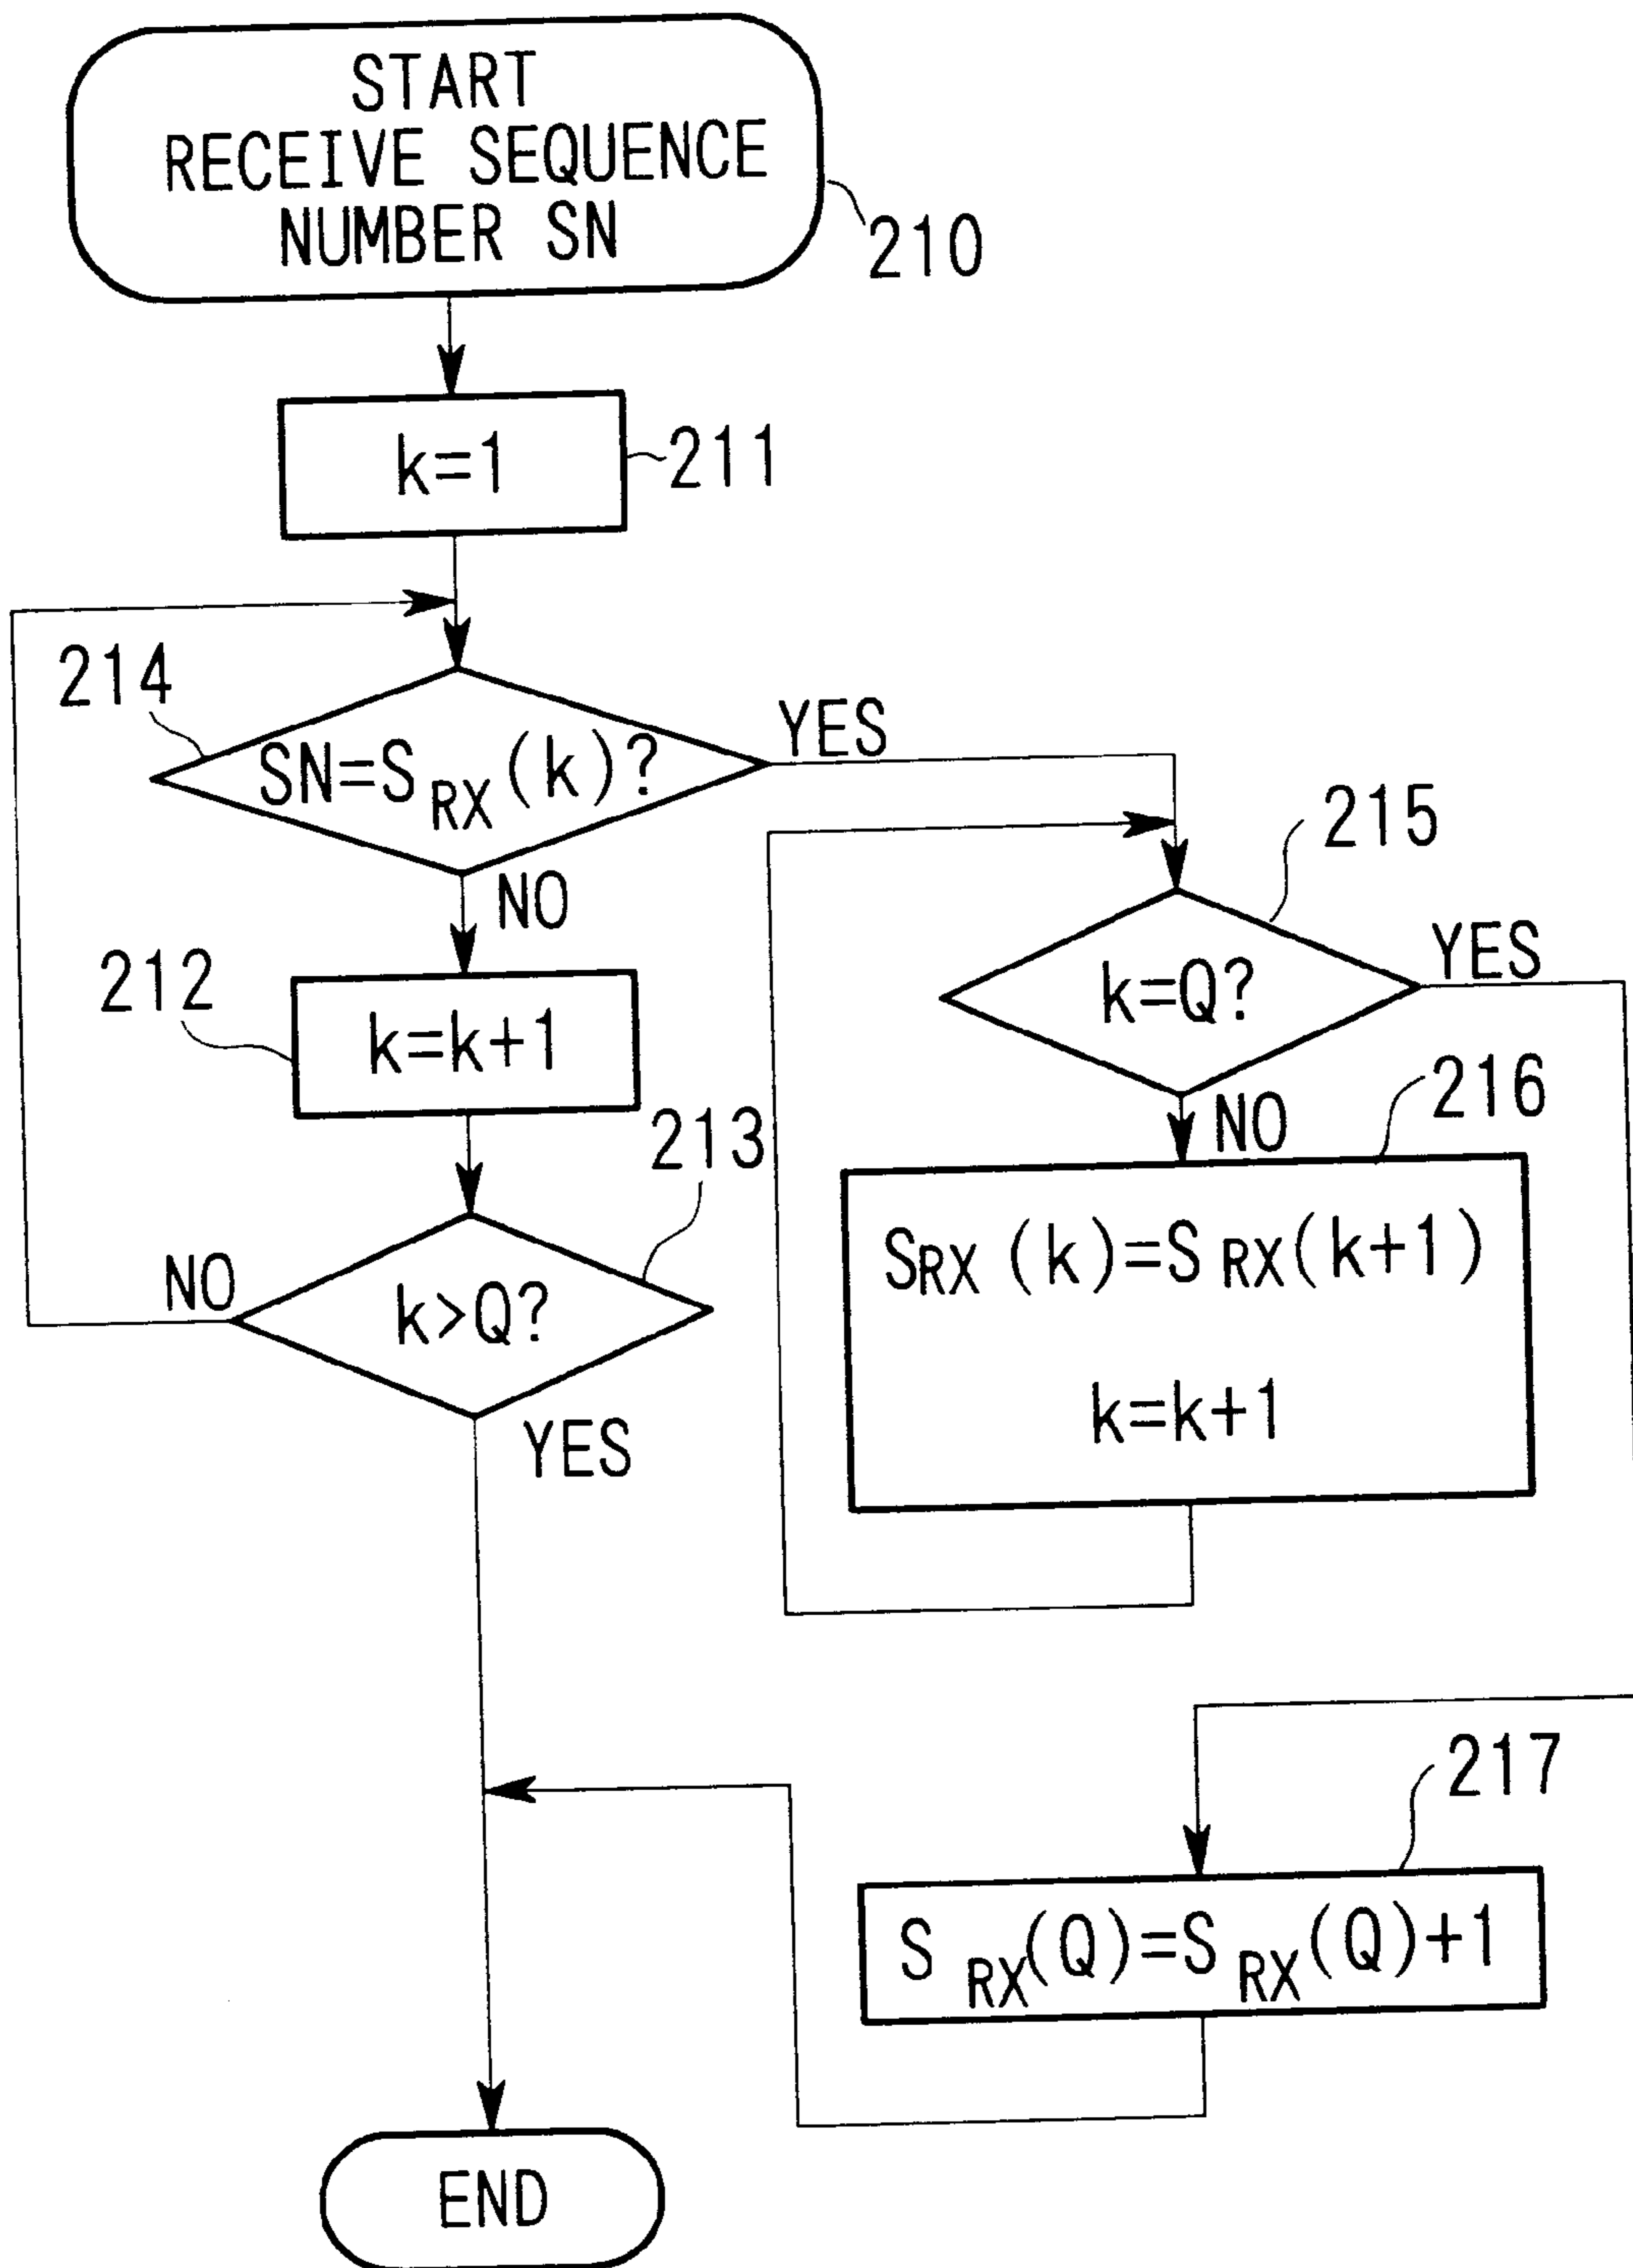 START
RECEIVE SEQUENCE
NUMBER SN
210
k=1
211
214
SN=S RX (k)?
YES
NO
215
k=Q?
YES
212
k=k+1
NO
216
213
SRX (k)=S RX(k+1)
k=k+1
k>Q?
NO
YES
217
S RX(Q)=S RX(Q)+1
END